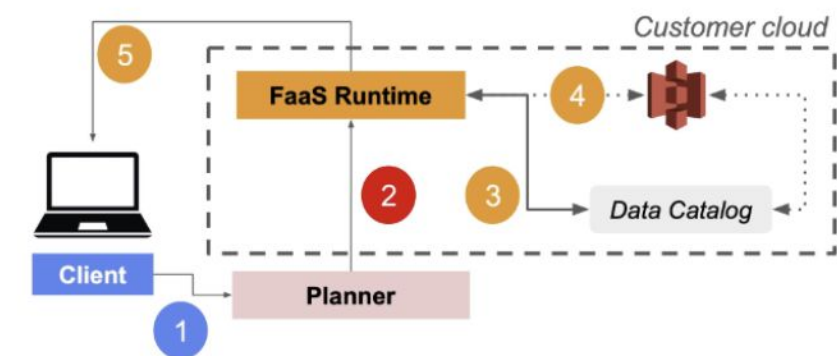 Customer cloud
5
FaaS Runtime
4
2
3
Data Catalog
Client
Planner
1